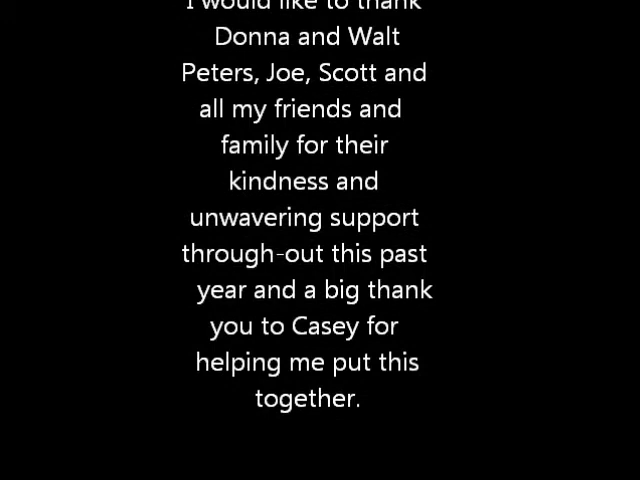 I would like to thank
Donna and Walt
Peters, Joe, Scott and
all my friends and
family for their
kindness and
unwavering support
through-out this past
year and a big thank
you to Casey for
helping me put this
together.